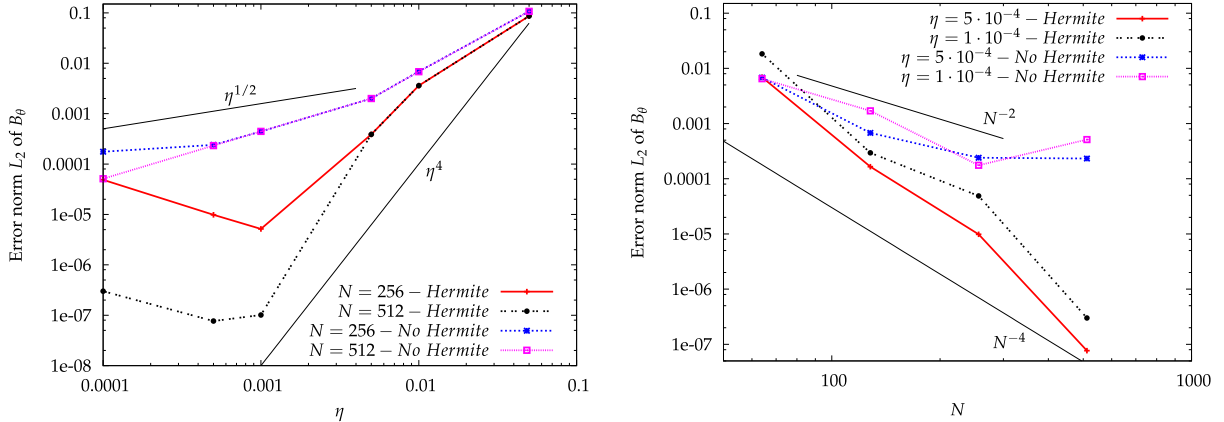 Error norm L₂ of B_θ
0.1
0.01
0.001
0.0001
1e-05
1e-06
1e-07
1e-08
η^{1/2}
η⁴
N = 256 – Hermite
N = 512 – Hermite
N = 256 – No Hermite
N = 512 – No Hermite
0.0001 0.001 0.01 0.1
η
Error norm L₂ of B_θ
0.1
0.01
0.001
0.0001
1e-05
1e-06
1e-07
η = 5 · 10⁻⁴ – Hermite
η = 1 · 10⁻⁴ – Hermite
η = 5 · 10⁻⁴ – No Hermite
η = 1 · 10⁻⁴ – No Hermite
N⁻²
N⁻⁴
100 1000
N